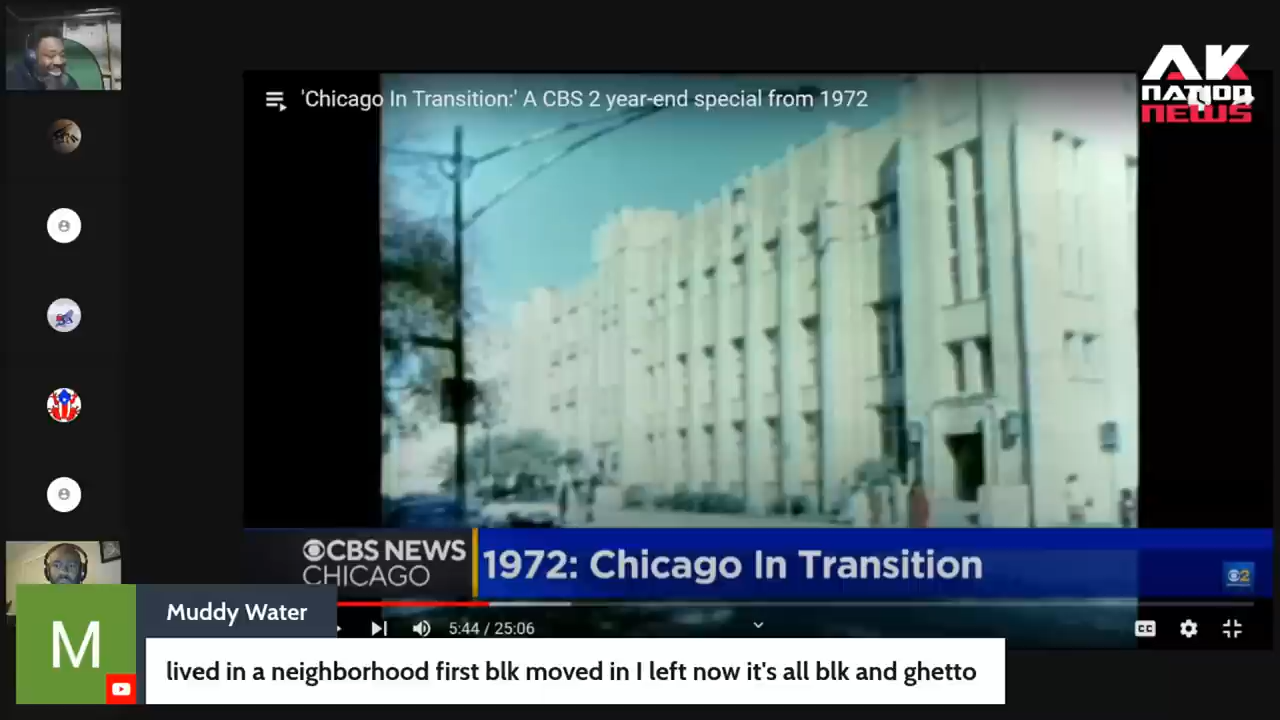 'Chicago In Transition:' A CBS 2 year-end special from 1972
AK
NATION
NEWS
CBS NEWS
CHICAGO
1972: Chicago In Transition
2
5:44 / 25:06
CC
M
Muddy Water
lived in a neighborhood first blk moved in I left now it's all blk and ghetto